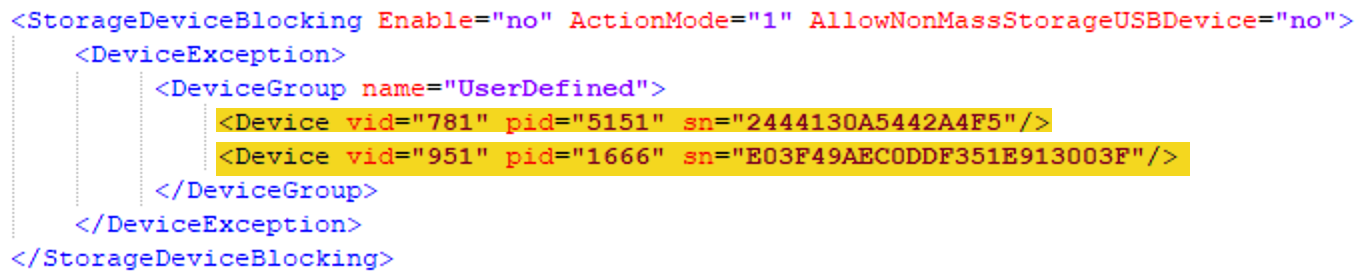 <StorageDeviceBlocking Enable="no" ActionMode="1" AllowNonMassStorageUSBDevice="no">
<DeviceException>
<DeviceGroup name="UserDefined">
<Device vid="781" pid="5151" sn="2444130A5442A4F5"/>
<Device vid="951" pid="1666" sn="E03F49AEC0DDF351E913003F"/>
</DeviceGroup>
</DeviceException>
</StorageDeviceBlocking>